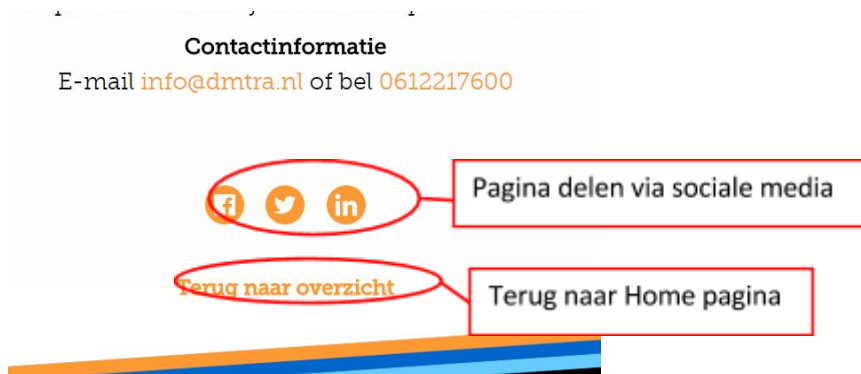 Contactinformatie
E-mail info@dmtra.nl of bel 0612217600
Pagina delen via sociale media
Terug naar overzicht
Terug naar Home pagina